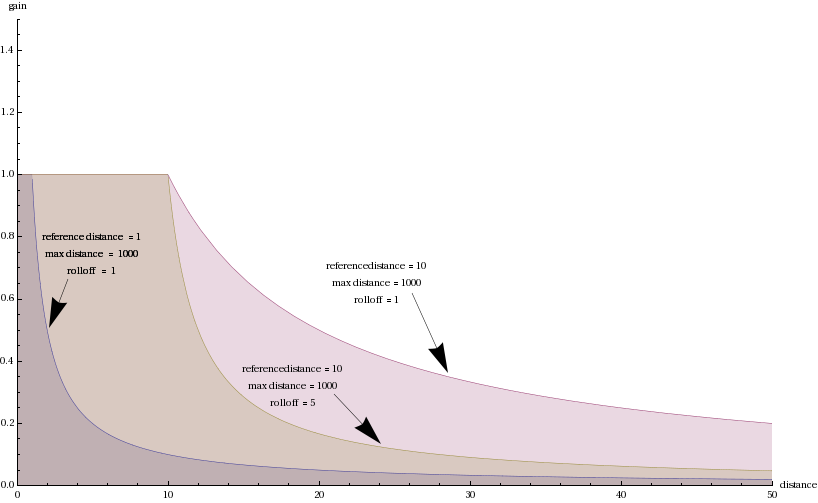 gain
1.4
1.2
1.0
0.8
reference distance = 1
max distance = 1000
rolloff = 1
referencedistance = 10
max distance = 1000
rolloff = 1
0.6
0.4
referencedistance = 10
max distance = 1000
rolloff = 5
0.2
0.0
distance
0 10 20 30 40 50